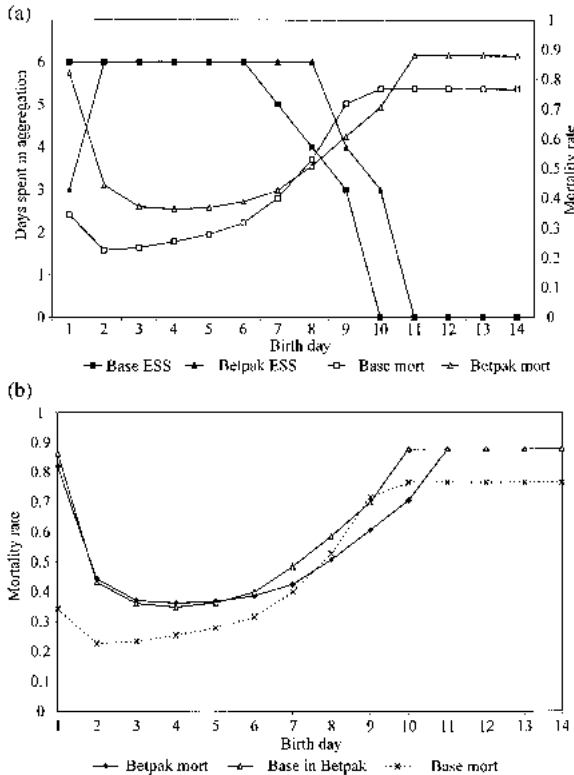 (a)
7
6
5
4
3
2
1
0
Days spent in aggregation
1
0.9
0.8
0.7
0.6
0.5
0.4
0.3
0.2
0.1
0
Mortality rate
1 2 3 4 5 6 7 8 9 10 11 12 13 14
Birth day
Base ESS Betpak ESS Base mort Betpak mort
(b)
1
0.9
0.8
0.7
0.6
0.5
0.4
0.3
0.2
0.1
0
Mortality rate
1 2 3 4 5 6 7 8 9 10 11 12 13 14
Birth day
Betpak mort Base in Betpak Base mort